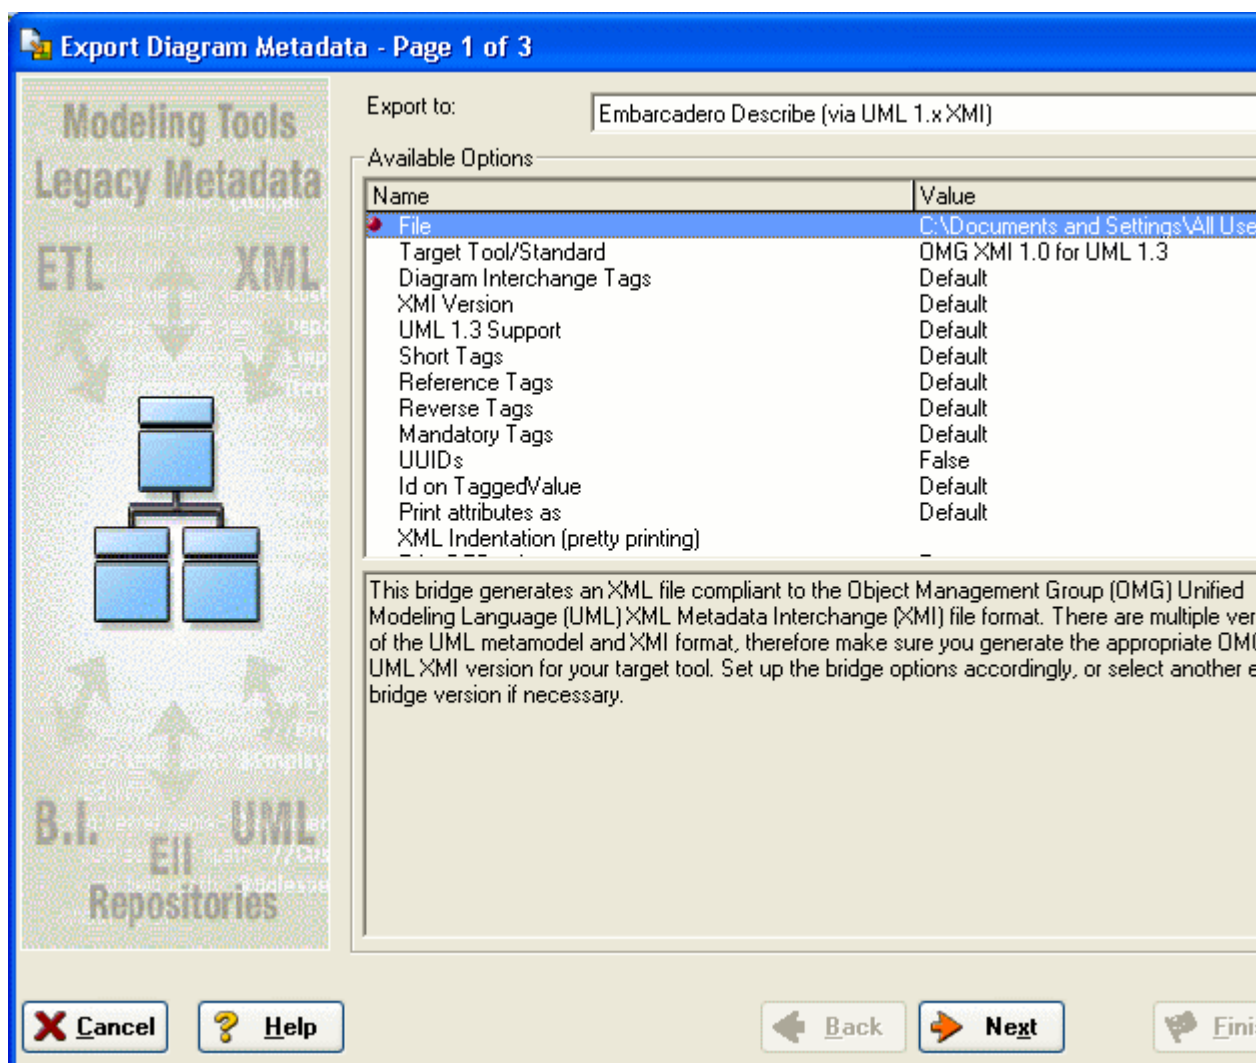 Export Diagram Metadata - Page 1 of 3
Modeling Tools
Legacy Metadata
ETL XML
B.I. UML
EII
Repositories
Export to: Embarcadero Describe (via UML 1.x XMI)
Available Options
Name Value
File C:\Documents and Settings\All Use
Target Tool/Standard OMG XMI 1.0 for UML 1.3
Diagram Interchange Tags Default
XMI Version Default
UML 1.3 Support Default
Short Tags Default
Reference Tags Default
Reverse Tags Default
Mandatory Tags Default
UUIDs False
Id on TaggedValue Default
Print attributes as Default
XML Indentation (pretty printing)
This bridge generates an XML file compliant to the Object Management Group (OMG) Unified
Modeling Language (UML) XML Metadata Interchange (XMI) file format. There are multiple ver
of the UML metamodel and XMI format, therefore make sure you generate the appropriate OMG
UML XMI version for your target tool. Set up the bridge options accordingly, or select another e
bridge version if necessary.
Cancel Help Back Next Fini